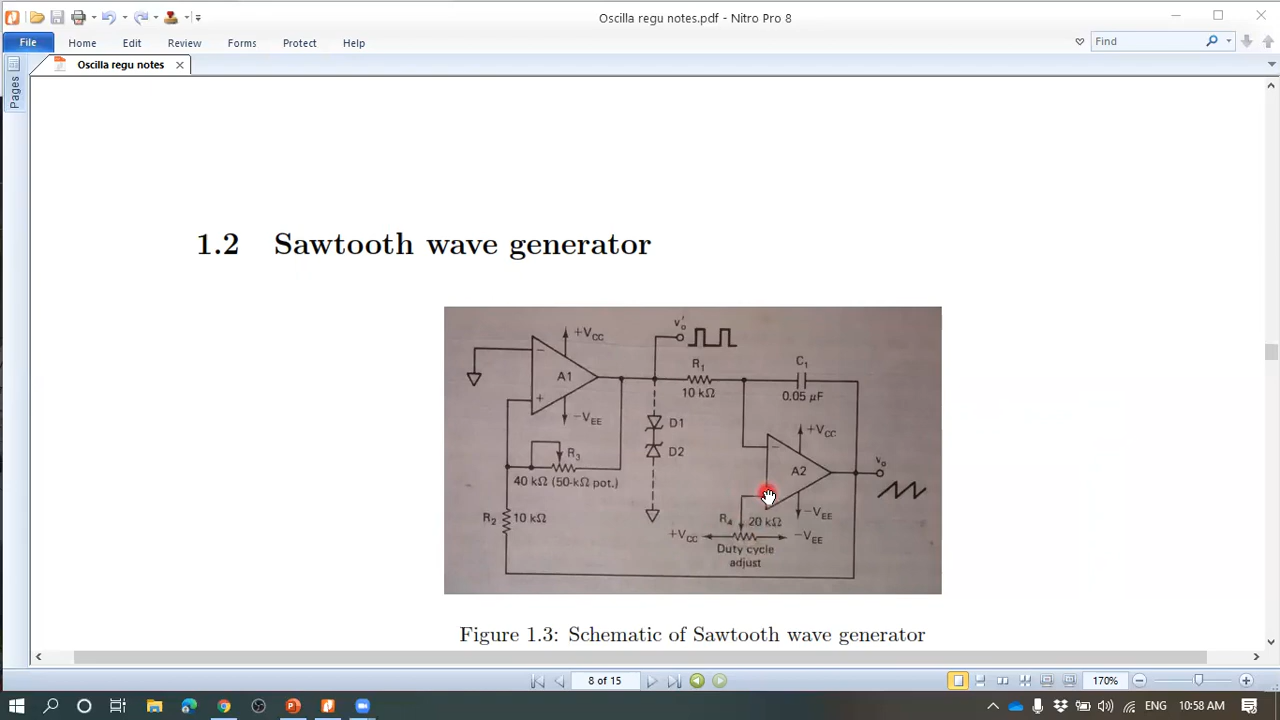 Oscilla regu notes.pdf - Nitro Pro 8
File Home Edit Review Forms Protect Help Find
Oscilla regu notes
Pages
1.2 Sawtooth wave generator
+VCC
vo'
A1
R1
10 kΩ
C1
0.05 µF
−VEE
D1
D2
+VCC
A2
vo
R3
40 kΩ (50-kΩ pot.)
R2 10 kΩ
R4 20 kΩ
−VEE
+VCC −VEE
Duty cycle
adjust
Figure 1.3: Schematic of Sawtooth wave generator
8 of 15 170%
ENG 10:58 AM